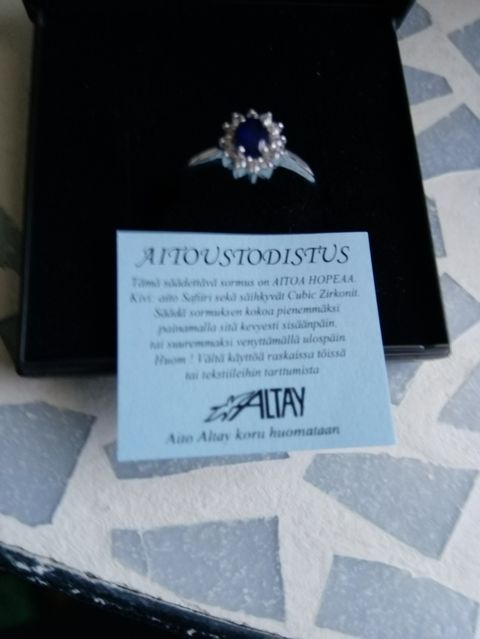 AITOUSTODISTUS
Tämä säädettävä sormus on AITOA HOPEAA.
Kivi: aito Safiiri sekä säihkyvät Cubic Zirkonit.
Säädä sormuksen kokoa pienemmäksi
painamalla sitä kevyesti sisäänpäin,
tai suuremmaksi venyttämällä ulospäin.
Huom ! Vältä käyttöä raskaissa töissä
tai tekstiileihin tarttumista
ALTAY
Aito Altay koru huomataan